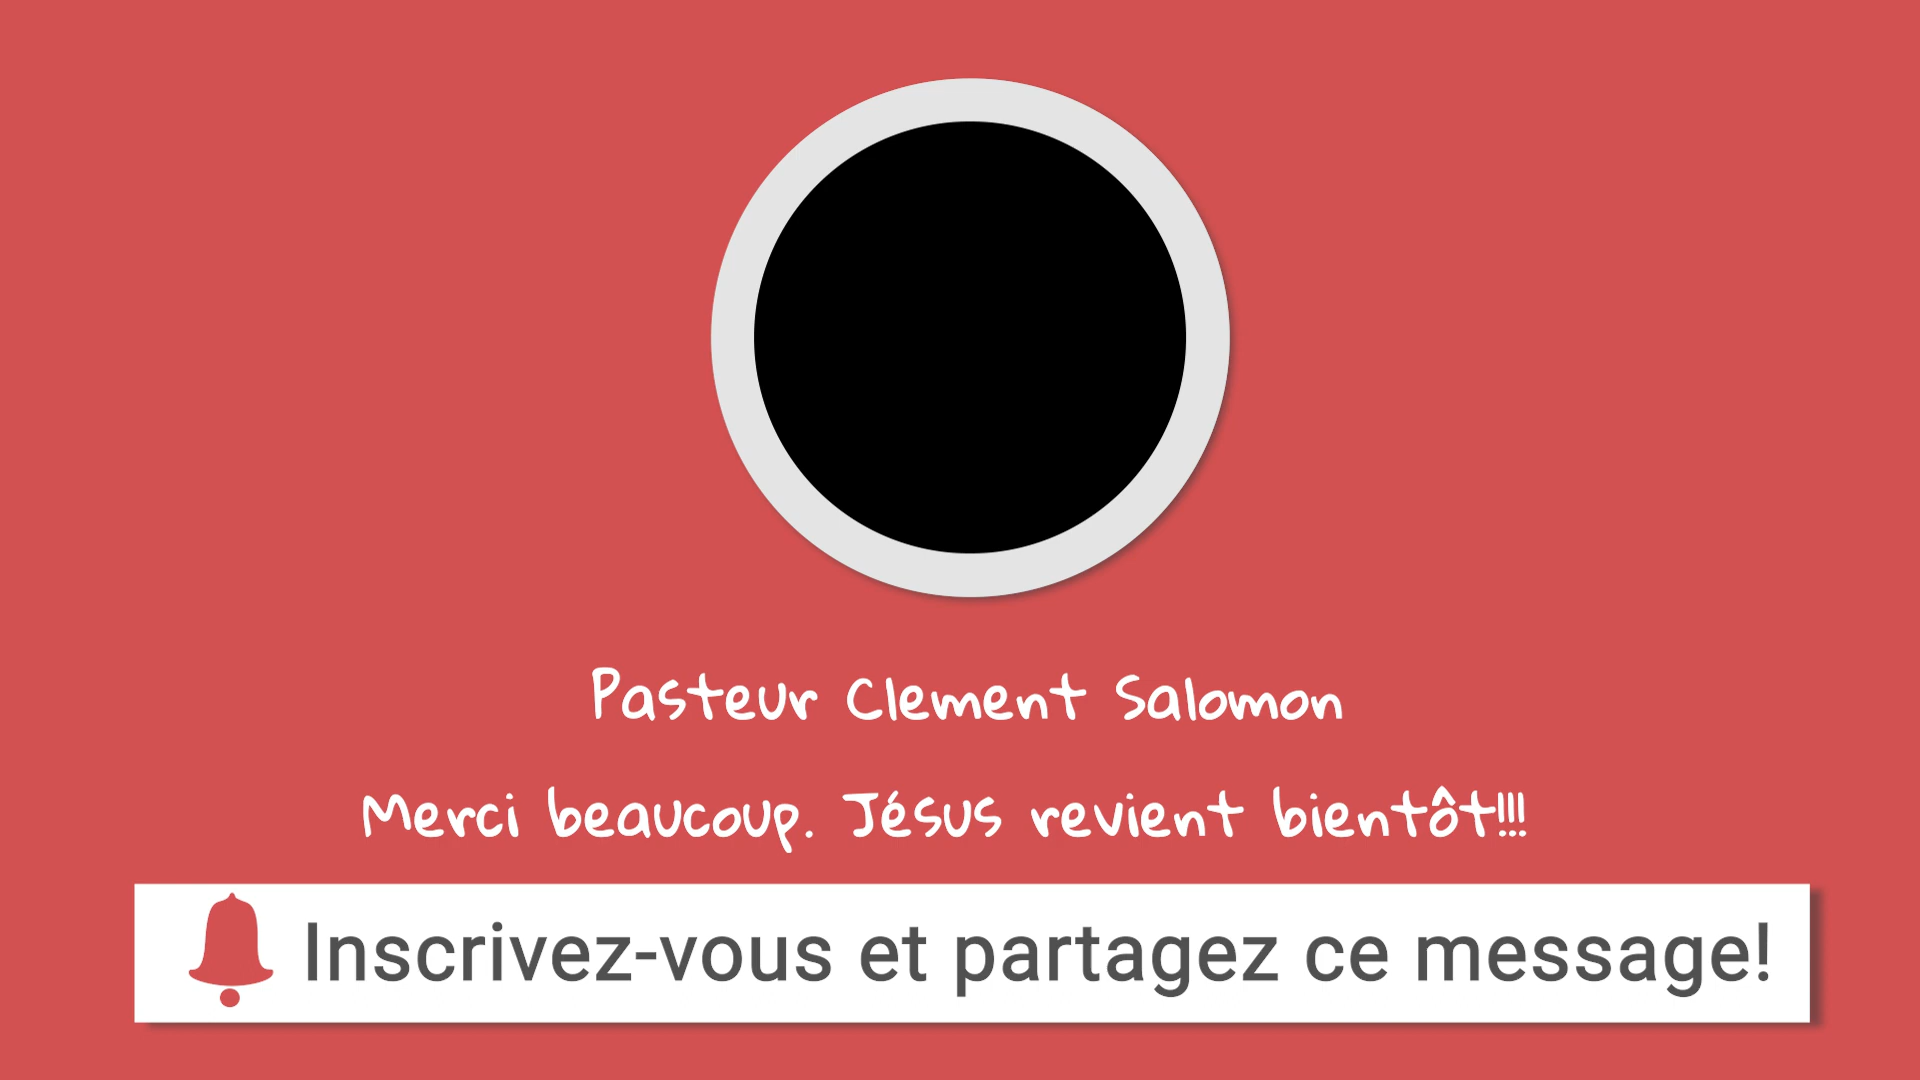 Pasteur Clement Salomon
Merci beaucoup. Jésus revient bientôt!!!
Inscrivez-vous et partagez ce message!